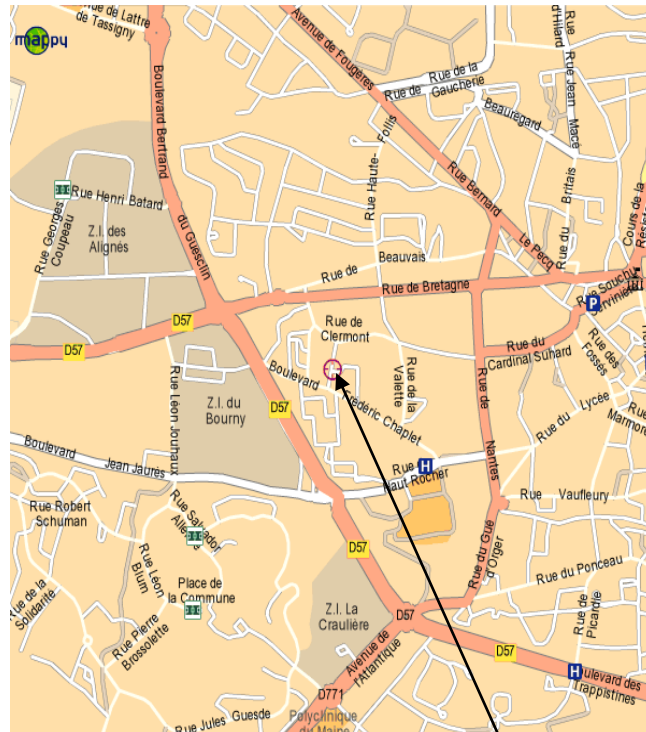 mappy
Rue de Lattre
de Tassigny
Avenue de Fougères
Rue de la
Gaucherie
Rue de
Rue
d'Hilard
Rue Jean Macé
Beauregard
Boulevard Bertrand
du Guesclin
Rue Haute-
Follis
Rue Bernard
Le Pecq
Rue du Britais
Cours de la
Rue Henri Batard
Rue Georges
Coupeau
Z.I. des
Alignés
Rue de
Beauvais
Rue de Bretagne
Rue Souchu
P
D57
D57
Rue de
Clermont
Rue du
Cardinal Suhard
Rue des
Fossés
Boulevard
Frédéric Chaplet
Rue de la
Valette
Rue de
Nantes
Rue Léon Jouhaux
Z.I. du
Bourny
D57
Rue du Lycée
Boulevard
Jean Jaurès
Rue
Haut Rocher
H
Rue Vaufleury
Rue Robert
Schuman
Rue Salvador
D57
Rue du Gué
d'Orger
Rue Léon
Blum
Place de
la Commune
Rue du Ponceau
Rue de la
Solidarité
Rue Pierre
Brossolette
Z.I. La
Craulière
D57
Rue de
Picardie
Avenue de
l'Atlantique
D57
H
Trappistines
D771
Rue Jules Guesde
Polyclinique
du Maine